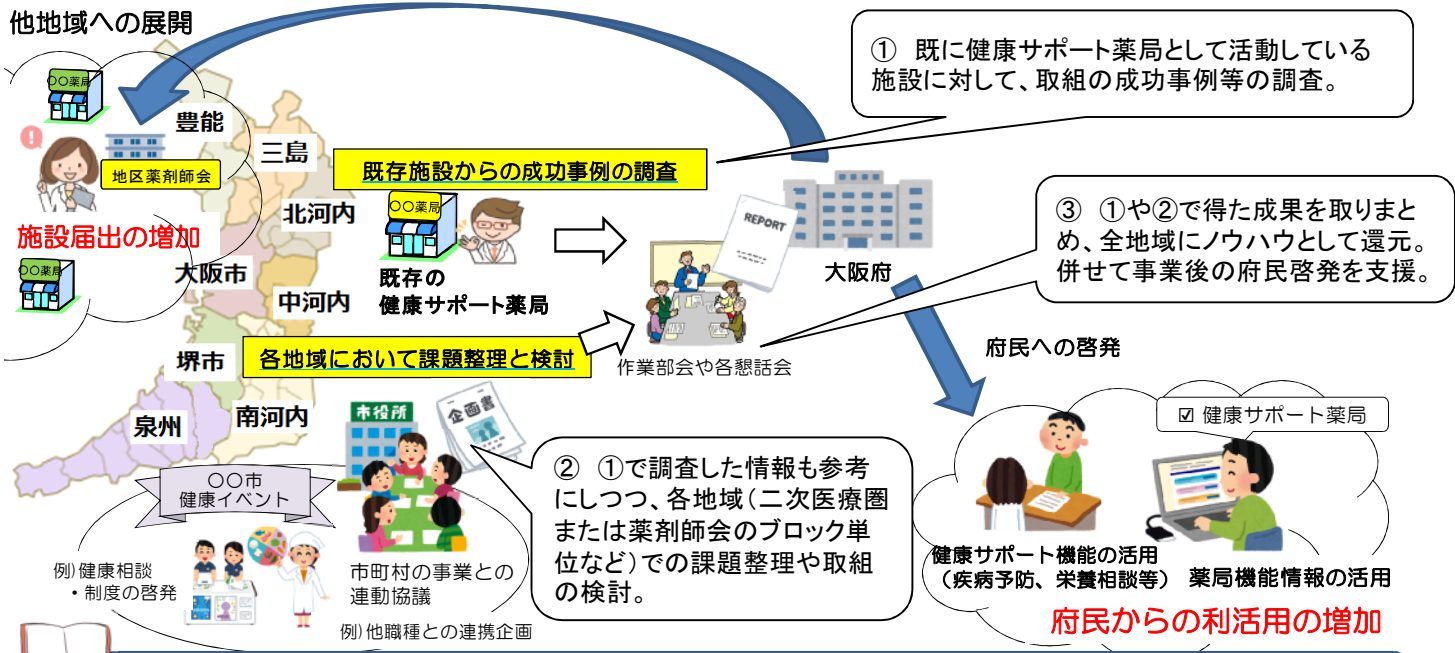 他地域への展開
① 既に健康サポート薬局として活動している
施設に対して、取組の成功事例等の調査。
〇〇薬局
豊能
三島
地区薬剤師会
既存施設からの成功事例の調査
〇〇薬局
北河内
REPORT
③ ①や②で得た成果を取りまと
め、全地域にノウハウとして還元。
併せて事業後の府民啓発を支援。
施設届出の増加
〇〇薬局
大阪市
既存の
健康サポート薬局
大阪府
中河内
各地域において課題整理と検討
作業部会や各懇話会
府民への啓発
堺市
泉州
南河内
市役所
企画書
☑ 健康サポート薬局
〇〇市
健康イベント
② ①で調査した情報も参考
にしつつ、各地域(二次医療圏
または薬剤師会のブロック単
位など)での課題整理や取組
の検討。
例)健康相談
・制度の啓発
市町村の事業との
連動協議
例)他職種との連携企画
健康サポート機能の活用
(疾病予防、栄養相談等)
薬局機能情報の活用
府民からの利活用の増加